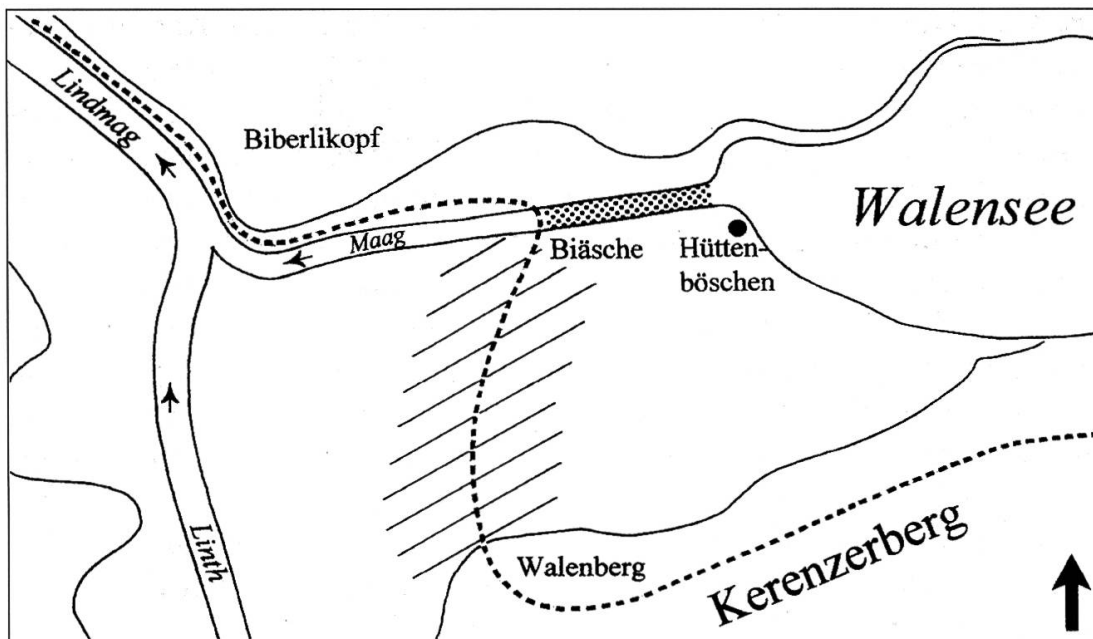 Lindmag
Biberlikopf
Walensee
Maag
Biäsche
Hütten-
böschen
Linth
Walenberg
Kerenzerberg